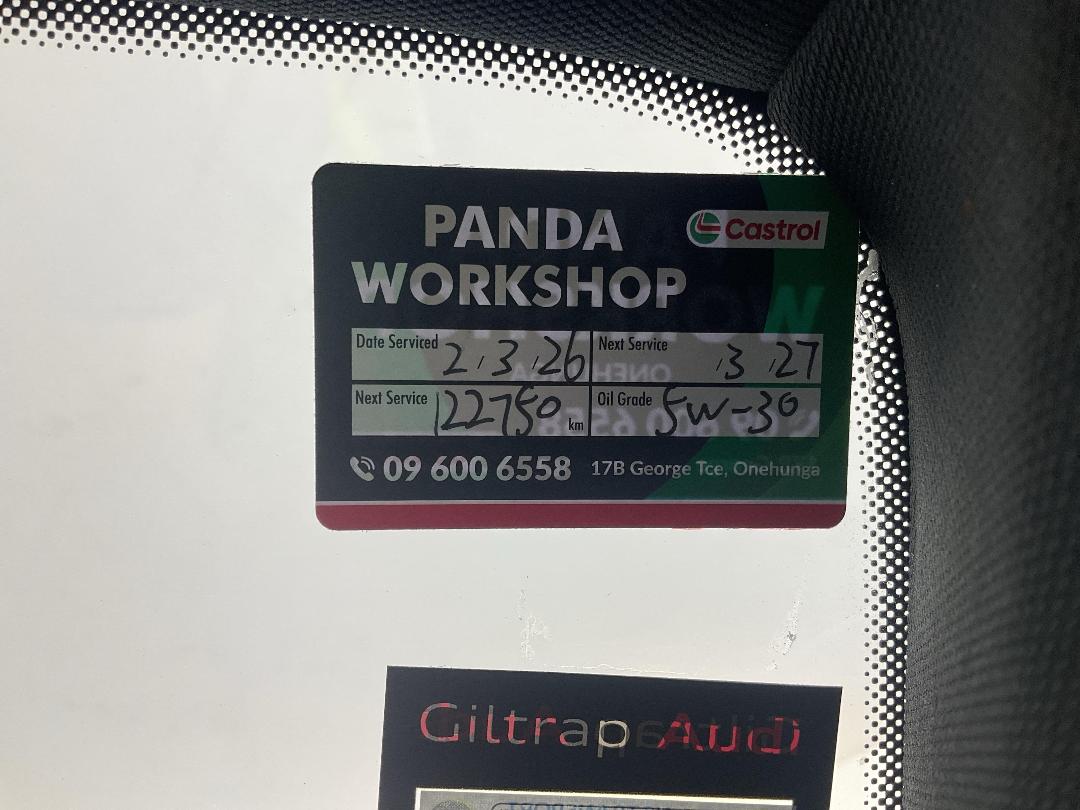 PANDA
Castrol
WORKSHOP
Date Serviced 2.3.26 Next Service .3.27
Next Service 122750 km Oil Grade 5W-30
09 600 6558 17B George Tce, Onehunga
Giltrap Audi